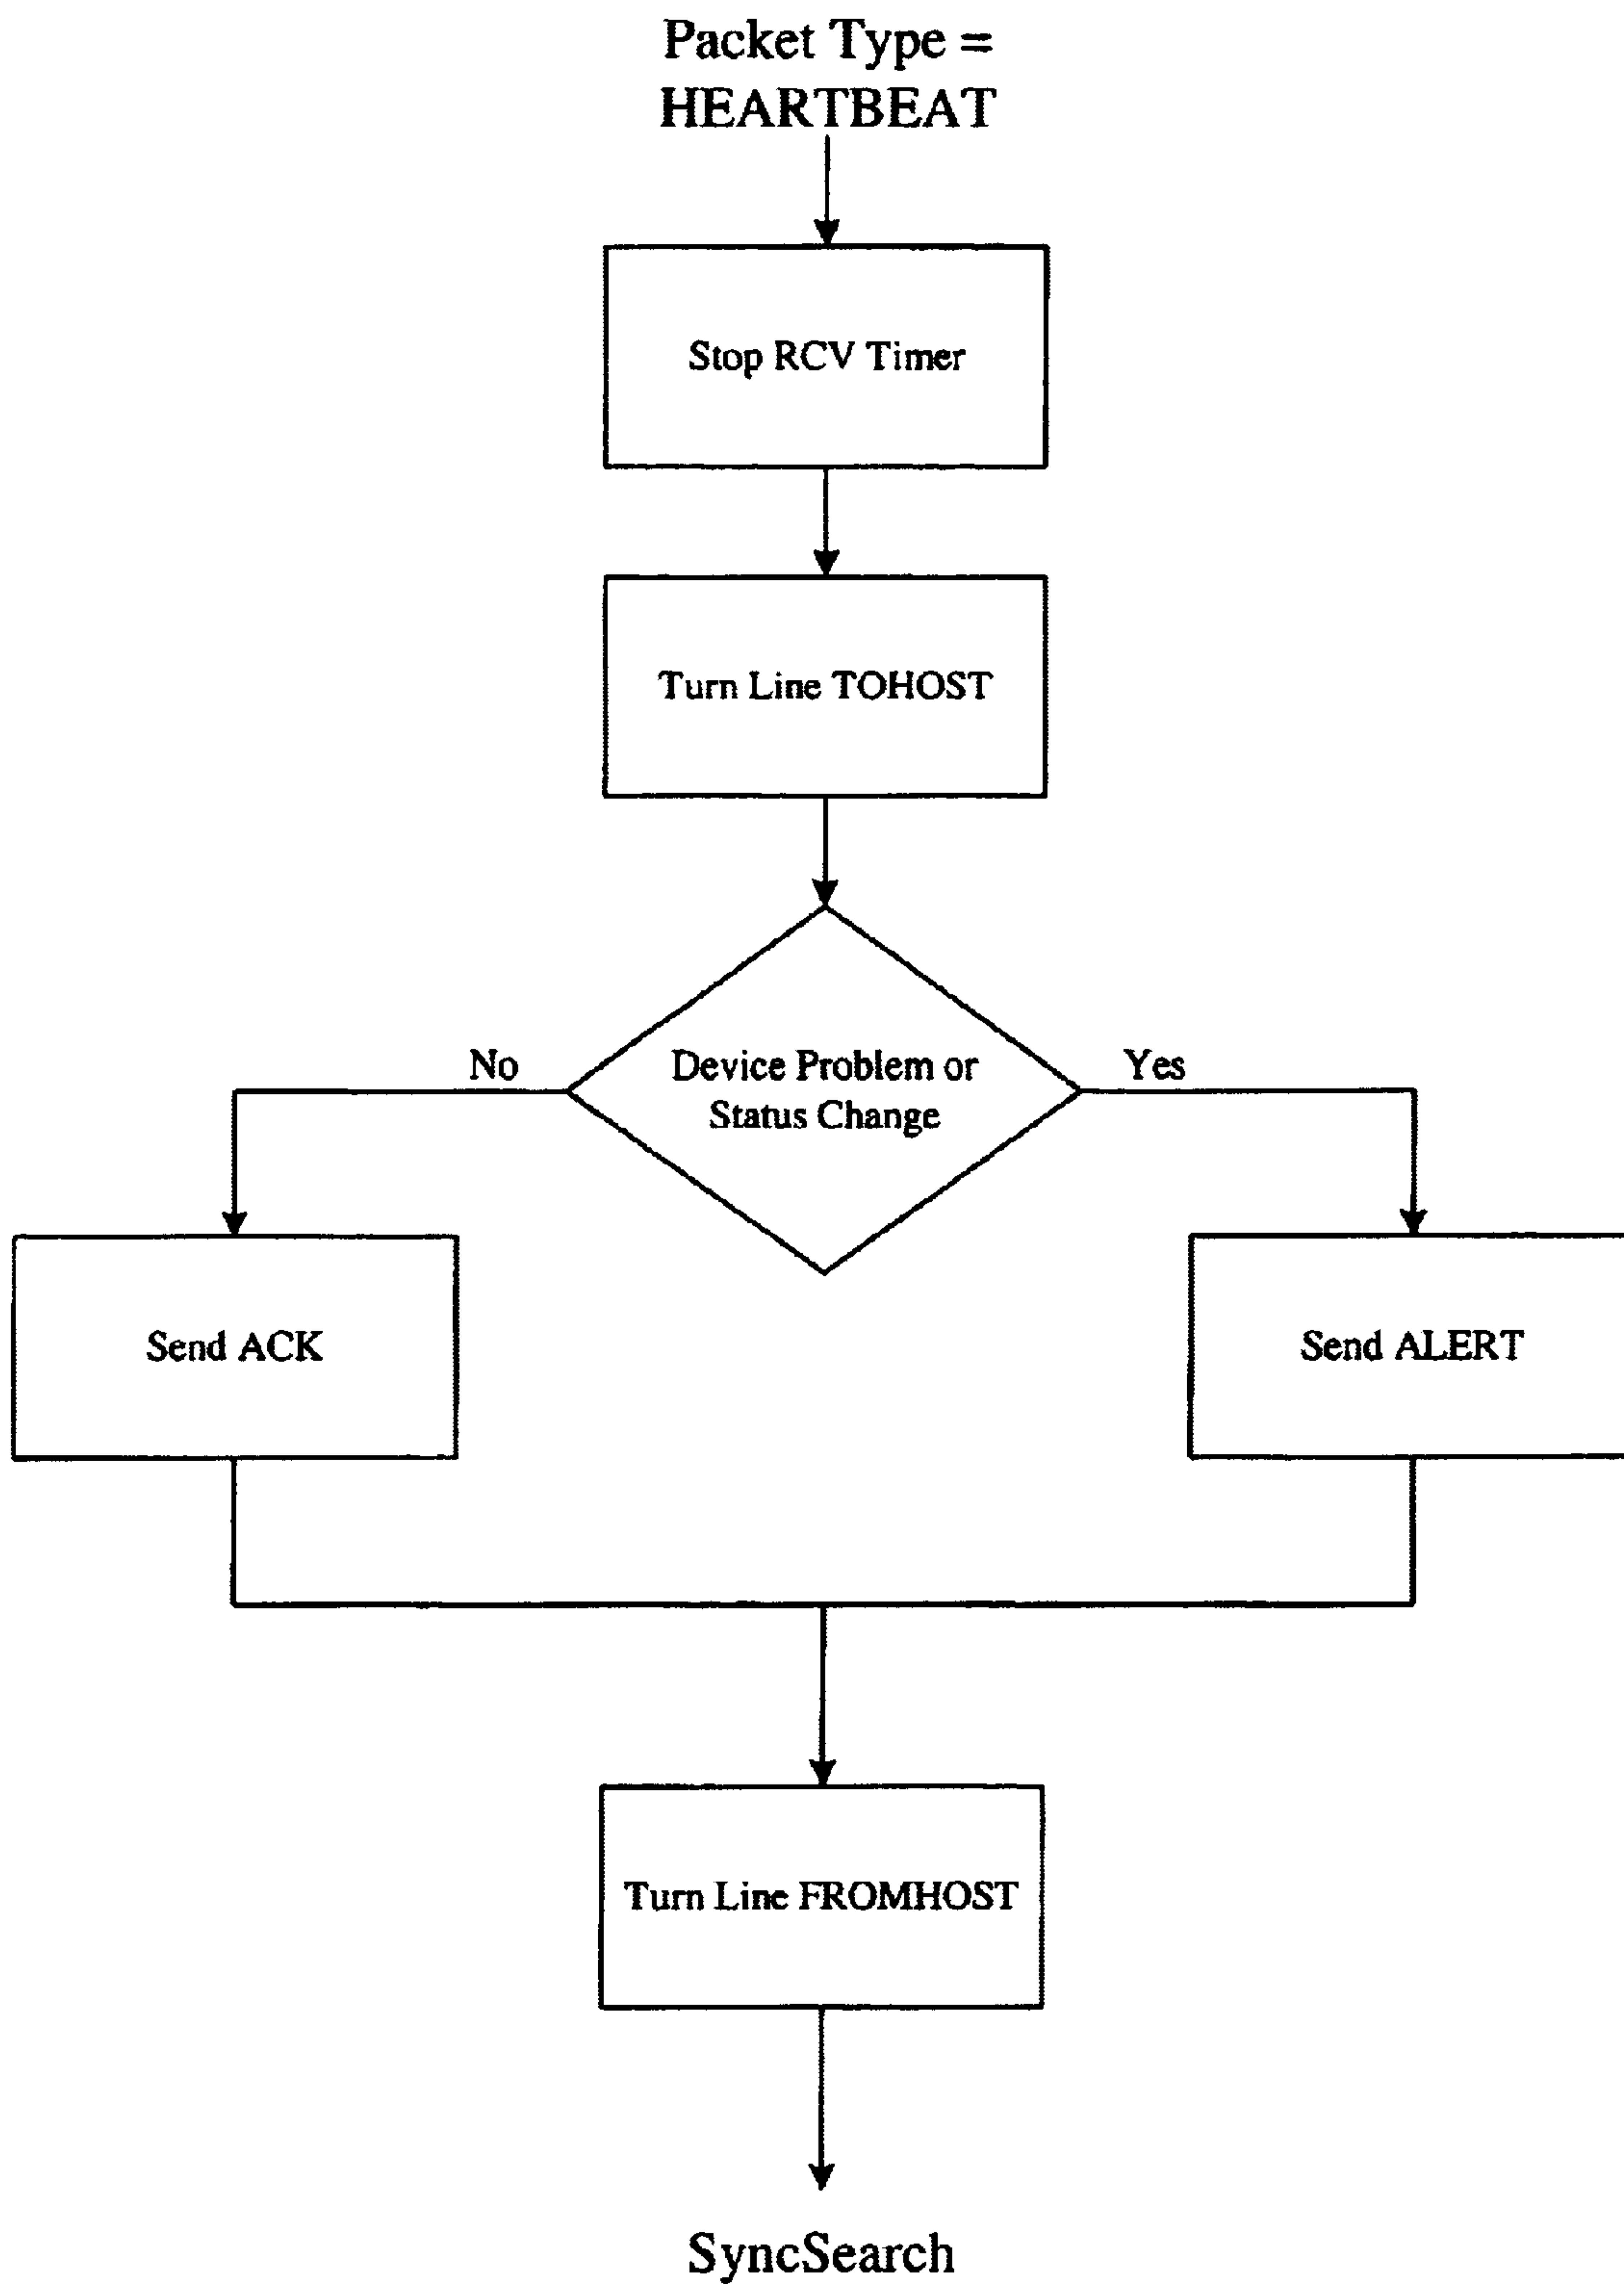 Packet Type =
HEARTBEAT
Stop RCV Timer
Turn Line TOHOST
Device Problem or
Status Change
No
Yes
Send ACK
Send ALERT
Turn Line FROMHOST
SyncSearch